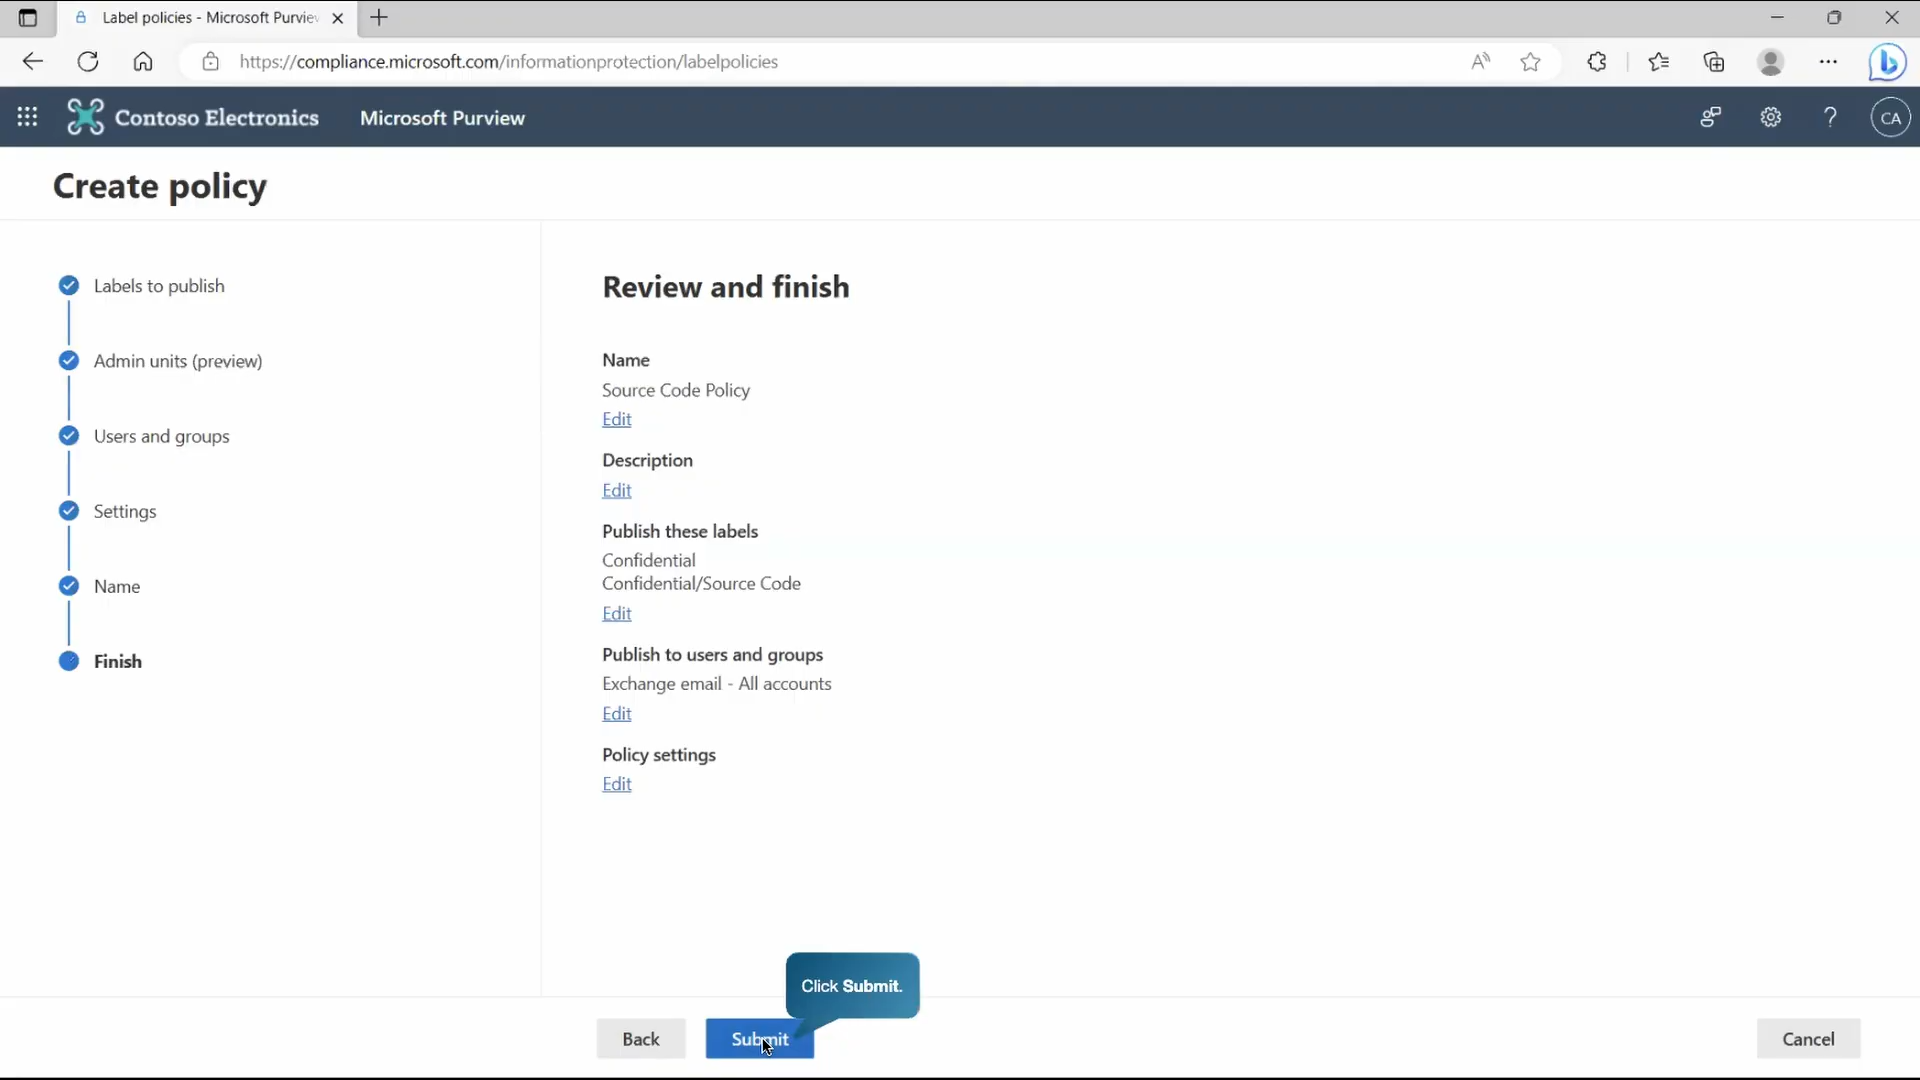 Label policies - Microsoft Purvie
https://compliance.microsoft.com/informationprotection/labelpolicies
Contoso Electronics
Microsoft Purview
?
CA
Create policy
Labels to publish
Admin units (preview)
Users and groups
Settings
Name
Finish
Review and finish
Name
Source Code Policy
Edit
Description
Edit
Publish these labels
Confidential
Confidential/Source Code
Edit
Publish to users and groups
Exchange email - All accounts
Edit
Policy settings
Edit
Click Submit.
Back
Submit
Cancel